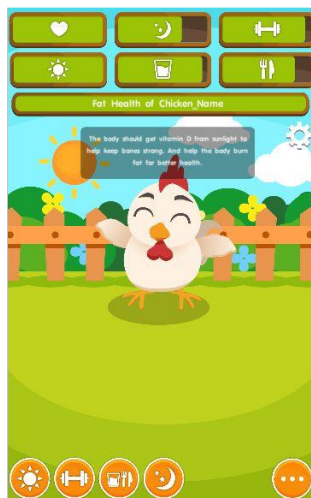 Fat Health of Chicken_Name
The body should get vitamin D from sunlight to
help keep bones strong. And help the body burn
fat for better health.